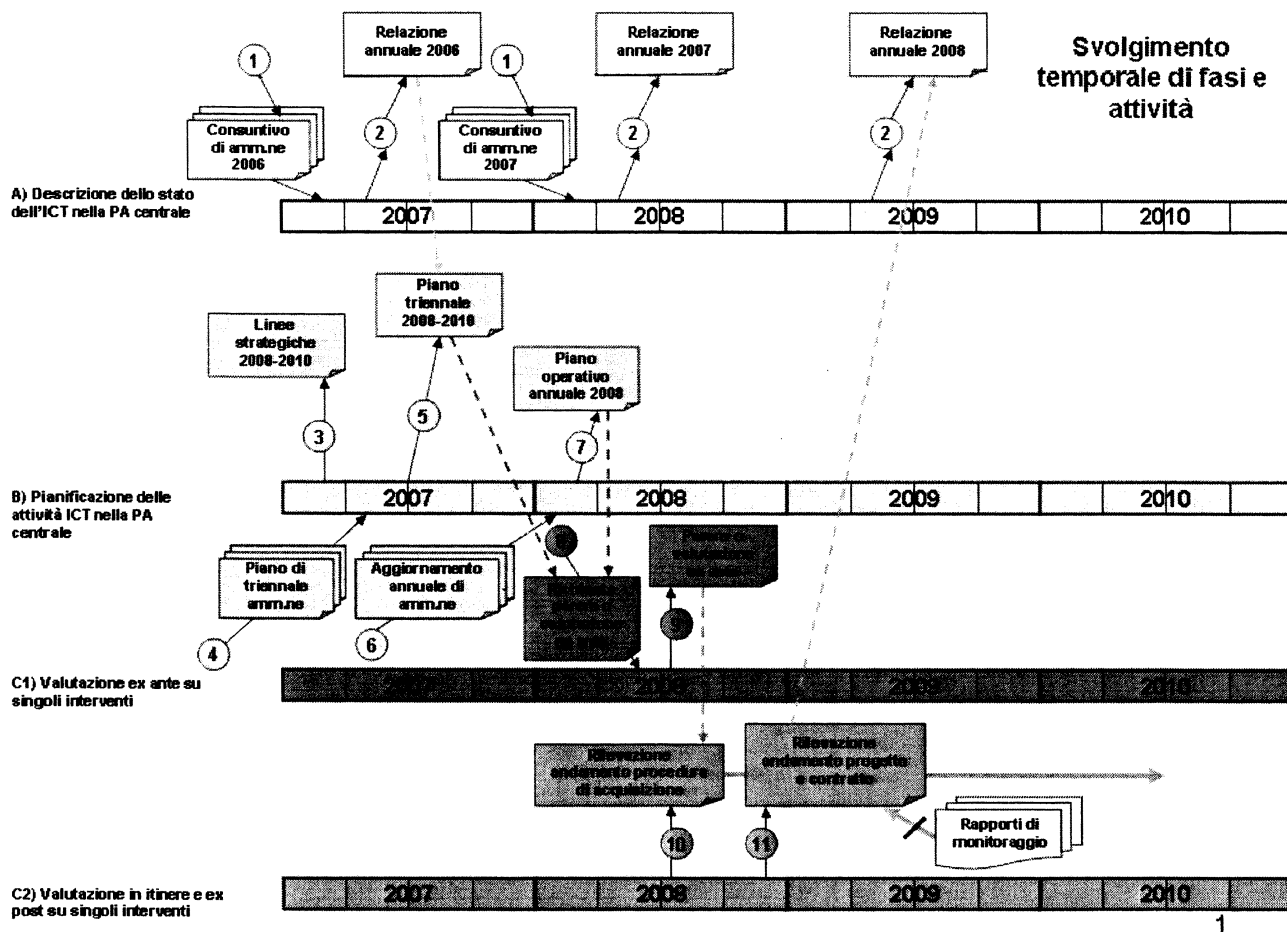 Svolgimento
temporale di fasi e
attività
Relazione
annuale 2006
Relazione
annuale 2007
Relazione
annuale 2008
1
1
2
2
2
Consuntivo
di amm.ne
2006
Consuntivo
di amm.ne
2007
A) Descrizione dello stato
dell'ICT nella PA centrale
2007
2008
2009
2010
Piano
triennale
2008-2010
Linee
strategiche
2008-2010
Piano
operativo
annuale 2008
3
5
7
B) Pianificazione delle
attività ICT nella PA
centrale
2007
2008
2009
2010
Piano di
triennale
amm.ne
Aggiornamento
annuale di
amm.ne
4
6
8
valutazione
9
C1) Valutazione ex ante su
singoli interventi
2007
2009
2010
Rilevazione
andamento procedure
di acquisizione
Rilevazione
andamento progetto
e contratto
Rapporti di
monitoraggio
10
11
C2) Valutazione in itinere e ex
post su singoli interventi
2007
2008
2009
2010
1